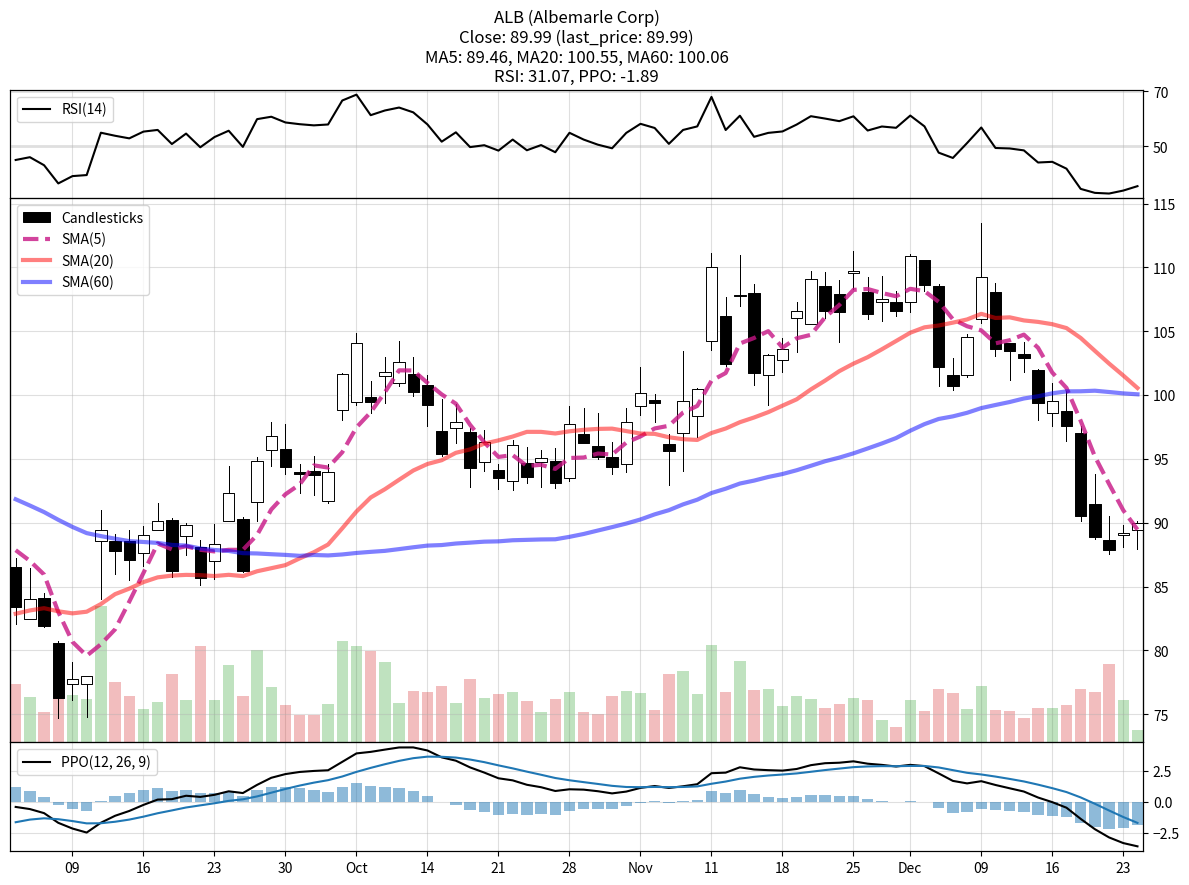 ALB (Albemarle Corp)
Close: 89.99 (last_price: 89.99)
MA5: 89.46, MA20: 100.55, MA60: 100.06
RSI: 31.07, PPO: -1.89
RSI(14)
70
50
Candlesticks
SMA(5)
SMA(20)
SMA(60)
115
110
105
100
95
90
85
80
75
PPO(12, 26, 9)
2.5
0.0
−2.5
09 16 23 30 Oct 14 21 28 Nov 11 18 25 Dec 09 16 23